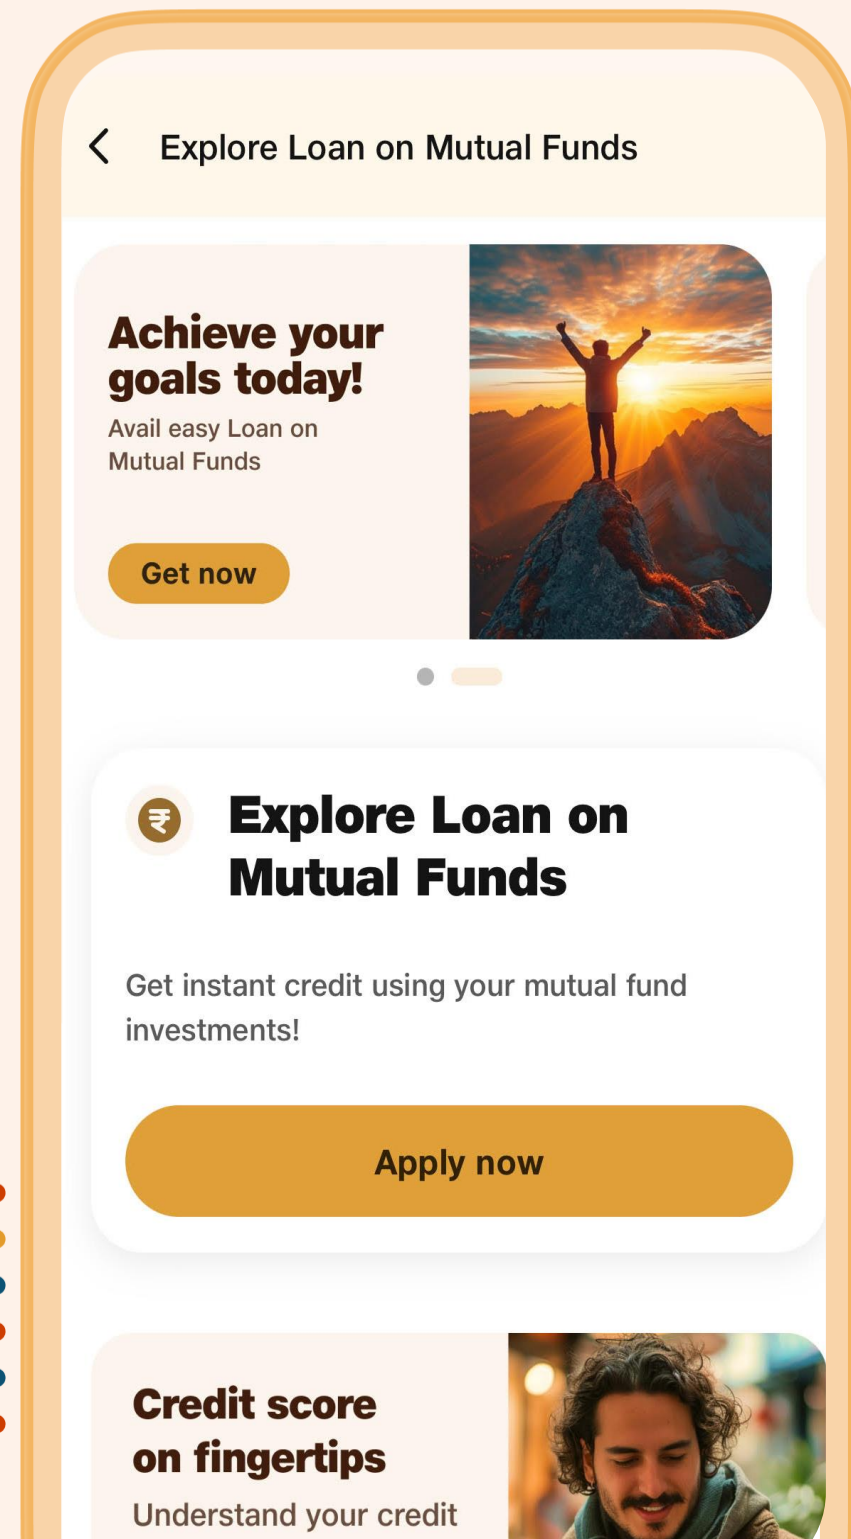 Explore Loan on Mutual Funds
Achieve your
goals today!
Avail easy Loan on
Mutual Funds
Get now
₹
Explore Loan on
Mutual Funds
Get instant credit using your mutual fund
investments!
Apply now
Credit score
on fingertips
Understand your credit